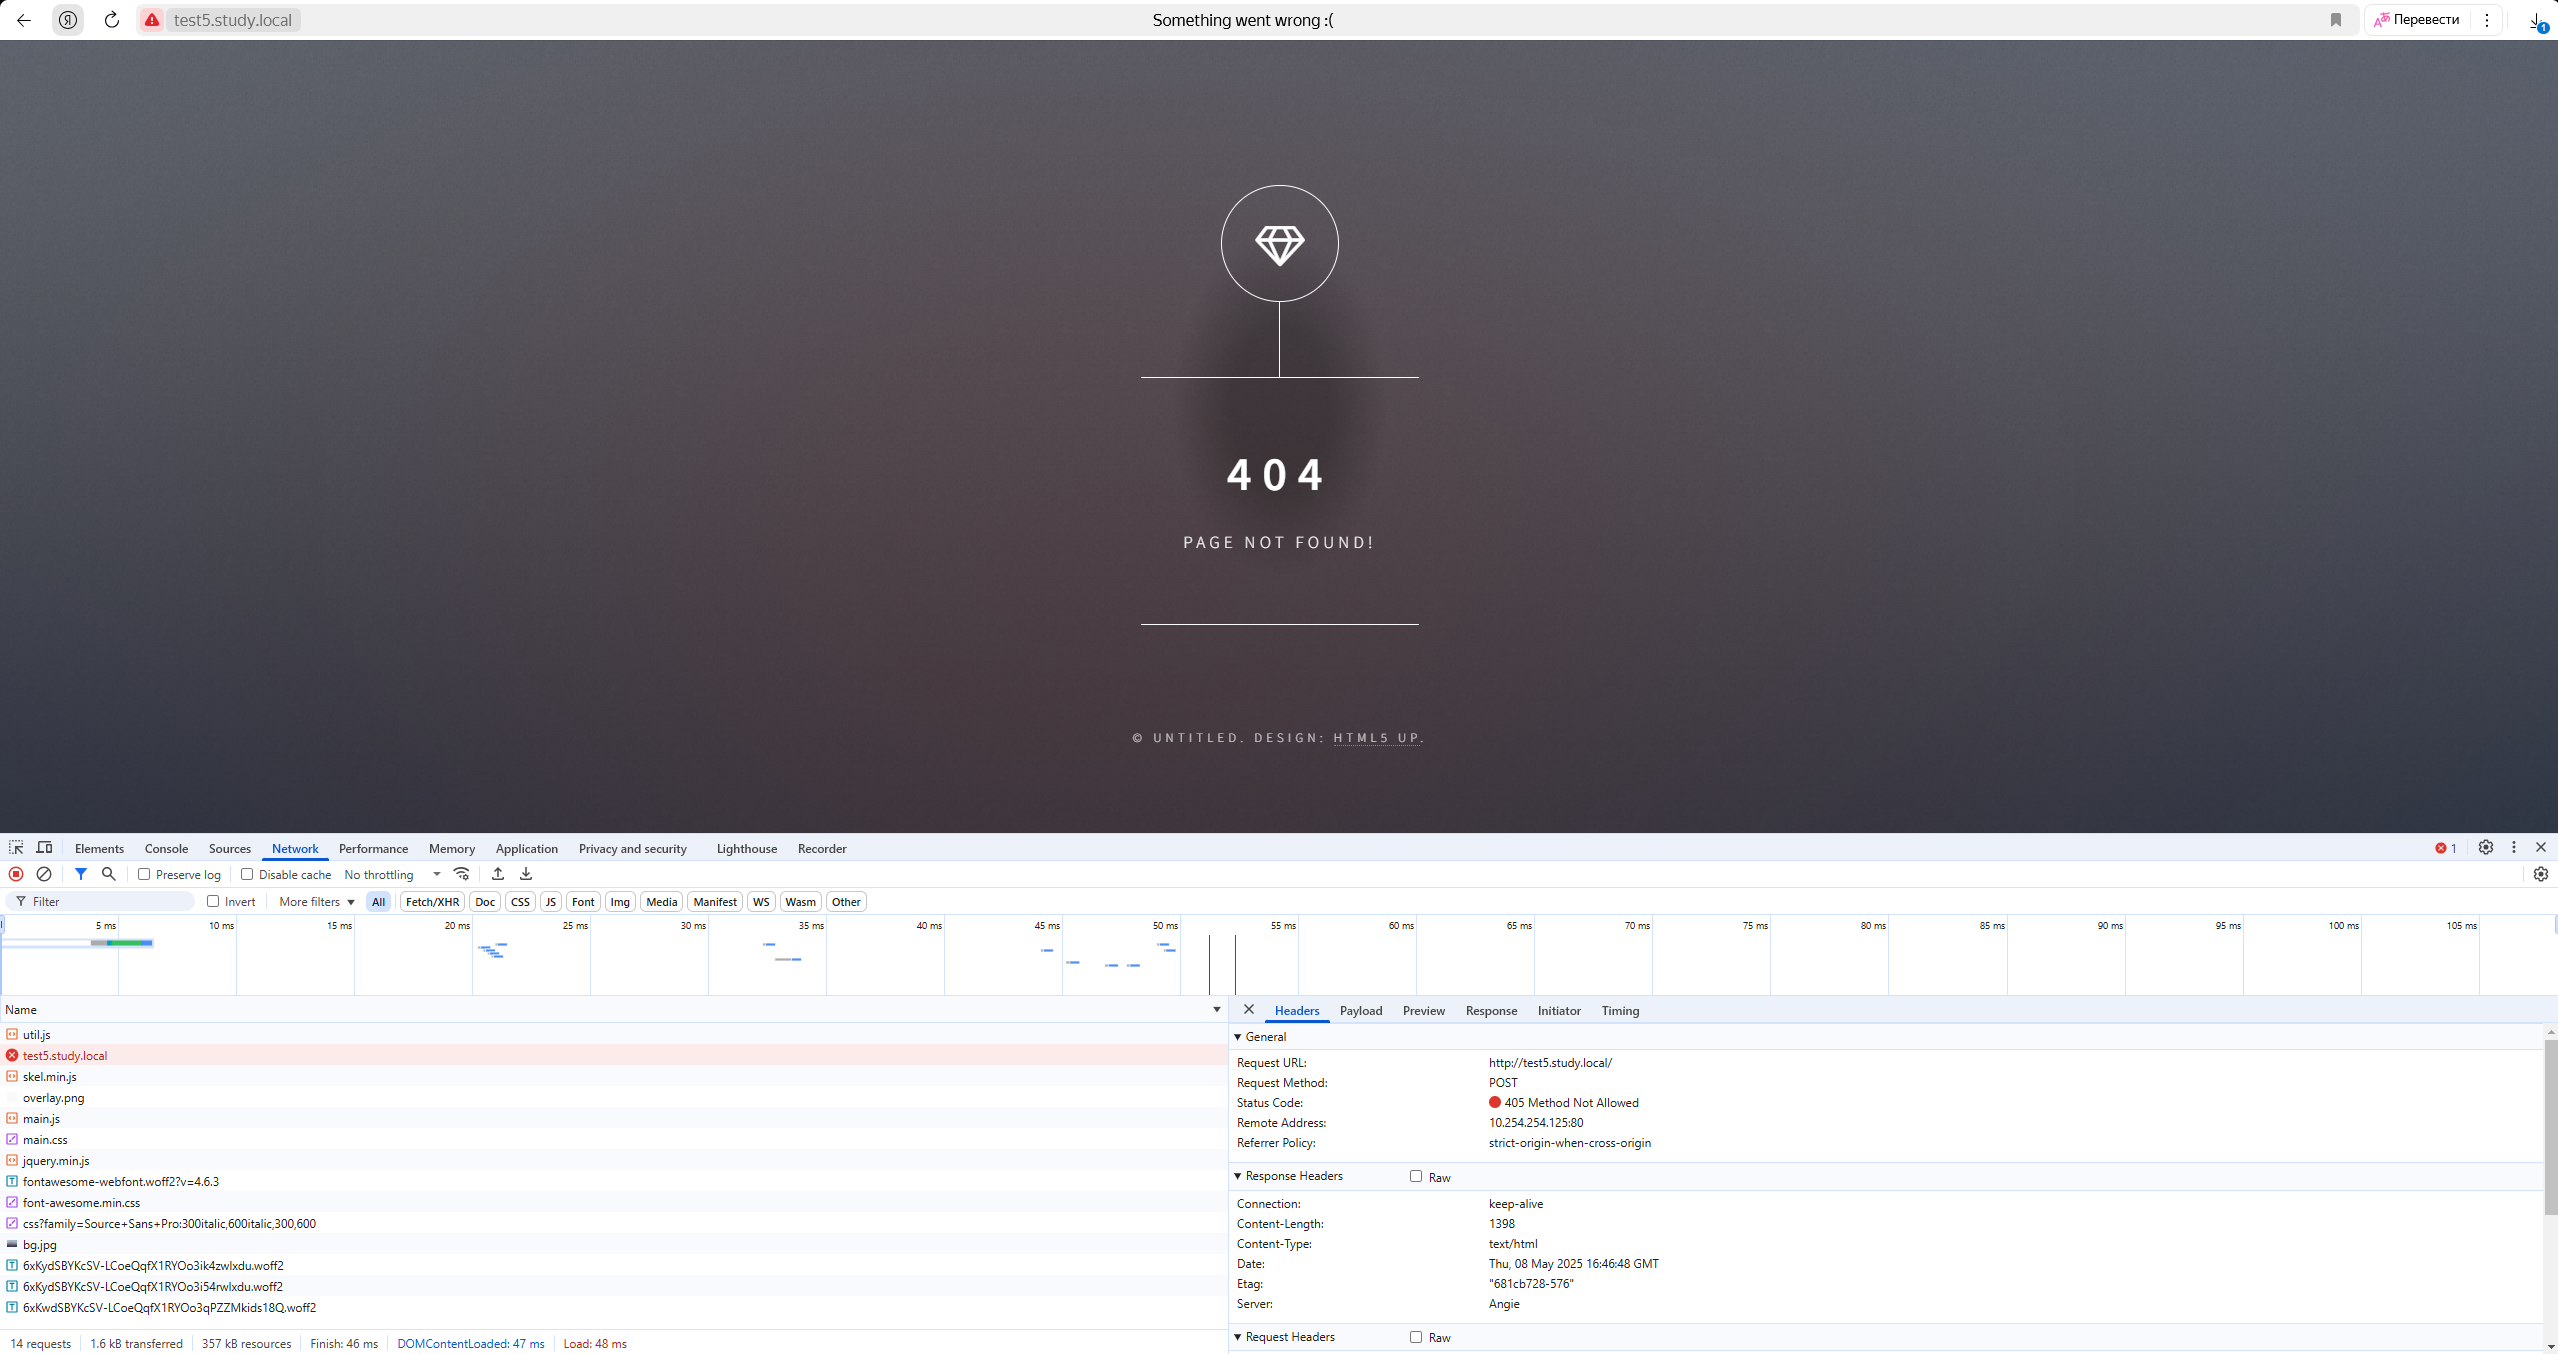 test5.study.local
Something went wrong :(
Перевести
1
404
PAGE NOT FOUND!
© UNTITLED. DESIGN: HTML5 UP.
Elements Console Sources Network Performance Memory Application Privacy and security Lighthouse Recorder
1
Preserve log Disable cache No throttling
Filter Invert More filters All Fetch/XHR Doc CSS JS Font Img Media Manifest WS Wasm Other
5 ms 10 ms 15 ms 20 ms 25 ms 30 ms 35 ms 40 ms 45 ms 50 ms 55 ms 60 ms 65 ms 70 ms 75 ms 80 ms 85 ms 90 ms 95 ms 100 ms 105 ms
Name
util.js
test5.study.local
skel.min.js
overlay.png
main.js
main.css
jquery.min.js
fontawesome-webfont.woff2?v=4.6.3
font-awesome.min.css
css?family=Source+Sans+Pro:300italic,600italic,300,600
bg.jpg
6xKydSBYKcSV-LCoeQqfX1RYOo3ik4zwlxdu.woff2
6xKydSBYKcSV-LCoeQqfX1RYOo3i54rwlxdu.woff2
6xKwdSBYKcSV-LCoeQqfX1RYOo3qPZZMkids18Q.woff2
14 requests 1.6 kB transferred 357 kB resources Finish: 46 ms DOMContentLoaded: 47 ms Load: 48 ms
Headers Payload Preview Response Initiator Timing
General
Request URL: http://test5.study.local/
Request Method: POST
Status Code: 405 Method Not Allowed
Remote Address: 10.254.254.125:80
Referrer Policy: strict-origin-when-cross-origin
Response Headers Raw
Connection: keep-alive
Content-Length: 1398
Content-Type: text/html
Date: Thu, 08 May 2025 16:46:48 GMT
Etag: "681cb728-576"
Server: Angie
Request Headers Raw